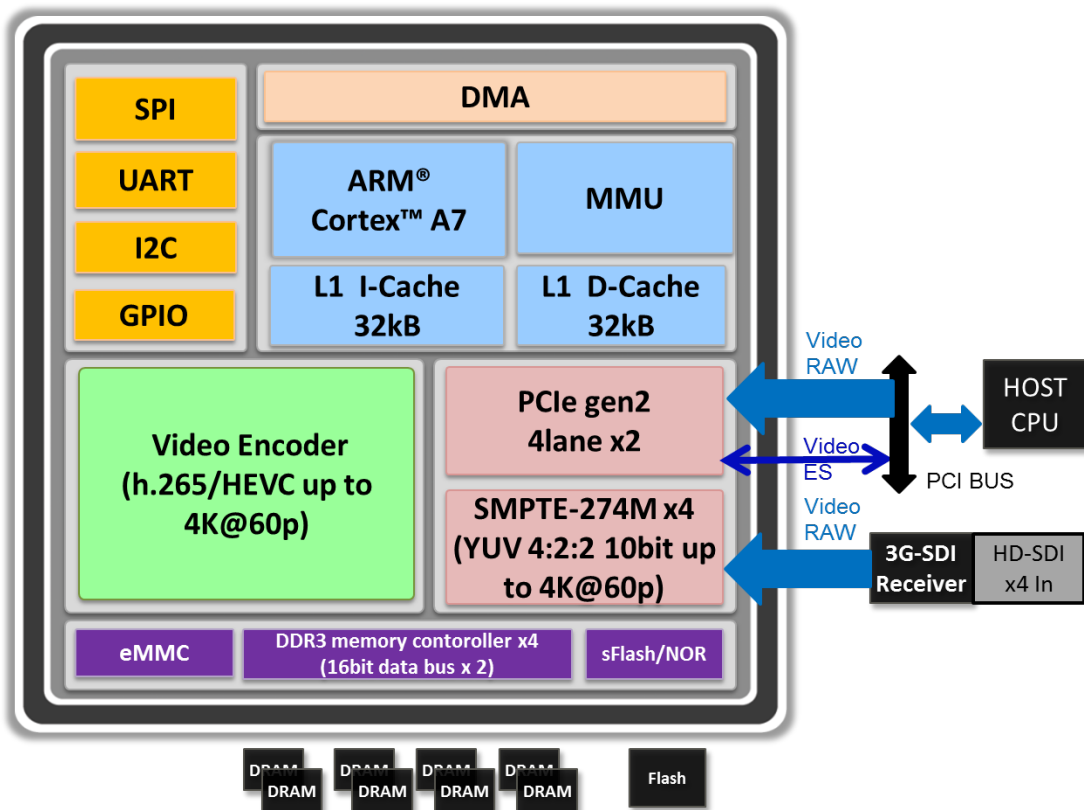 SPI
UART
I2C
GPIO
DMA
ARM®
Cortex™ A7
MMU
L1 I-Cache
32kB
L1 D-Cache
32kB
Video Encoder
(h.265/HEVC up to
4K@60p)
PCIe gen2
4lane x2
SMPTE-274M x4
(YUV 4:2:2 10bit up
to 4K@60p)
Video
RAW
Video
ES
Video
RAW
PCI BUS
HOST
CPU
3G-SDI
Receiver
HD-SDI
x4 In
eMMC
DDR3 memory contoroller x4
(16bit data bus x 2)
sFlash/NOR
DRAM
DRAM
DRAM
DRAM
DRAM
DRAM
DRAM
DRAM
Flash